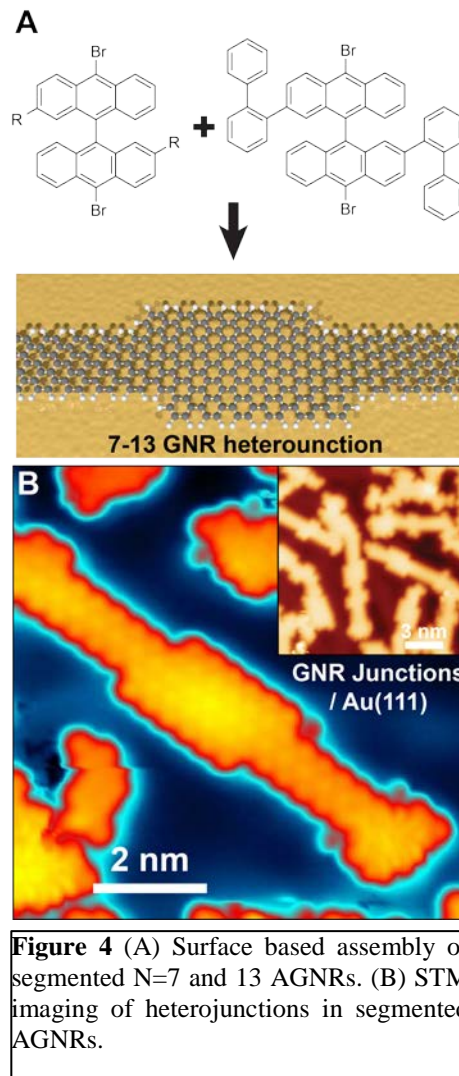 A
Br
Br
R
R
Br
Br
+
7-13 GNR heterounction
B
3 nm
GNR Junctions
/ Au(111)
2 nm
Figure 4 (A) Surface based assembly o
segmented N=7 and 13 AGNRs. (B) STM
imaging of heterojunctions in segmented
AGNRs.